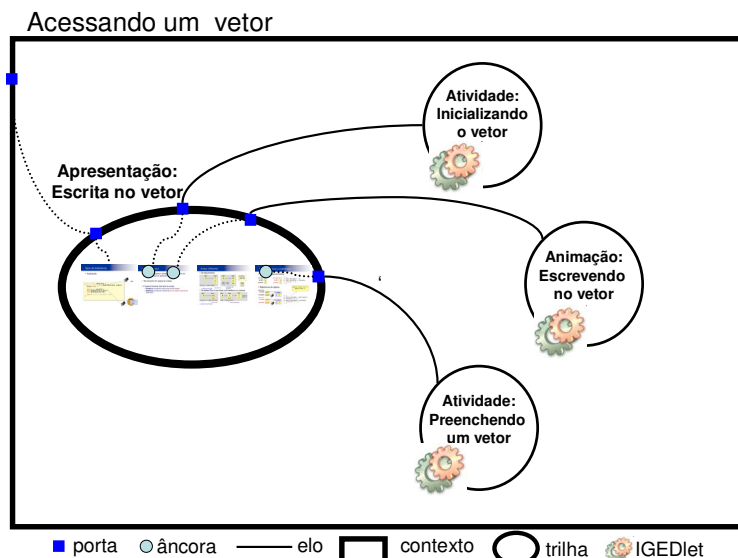 Acessando um vetor
Atividade:
Inicializando
o vetor
Apresentação:
Escrita no vetor
Animação:
Escrevendo
no vetor
Atividade:
Preenchendo
um vetor
porta âncora elo contexto trilha IGEDlet